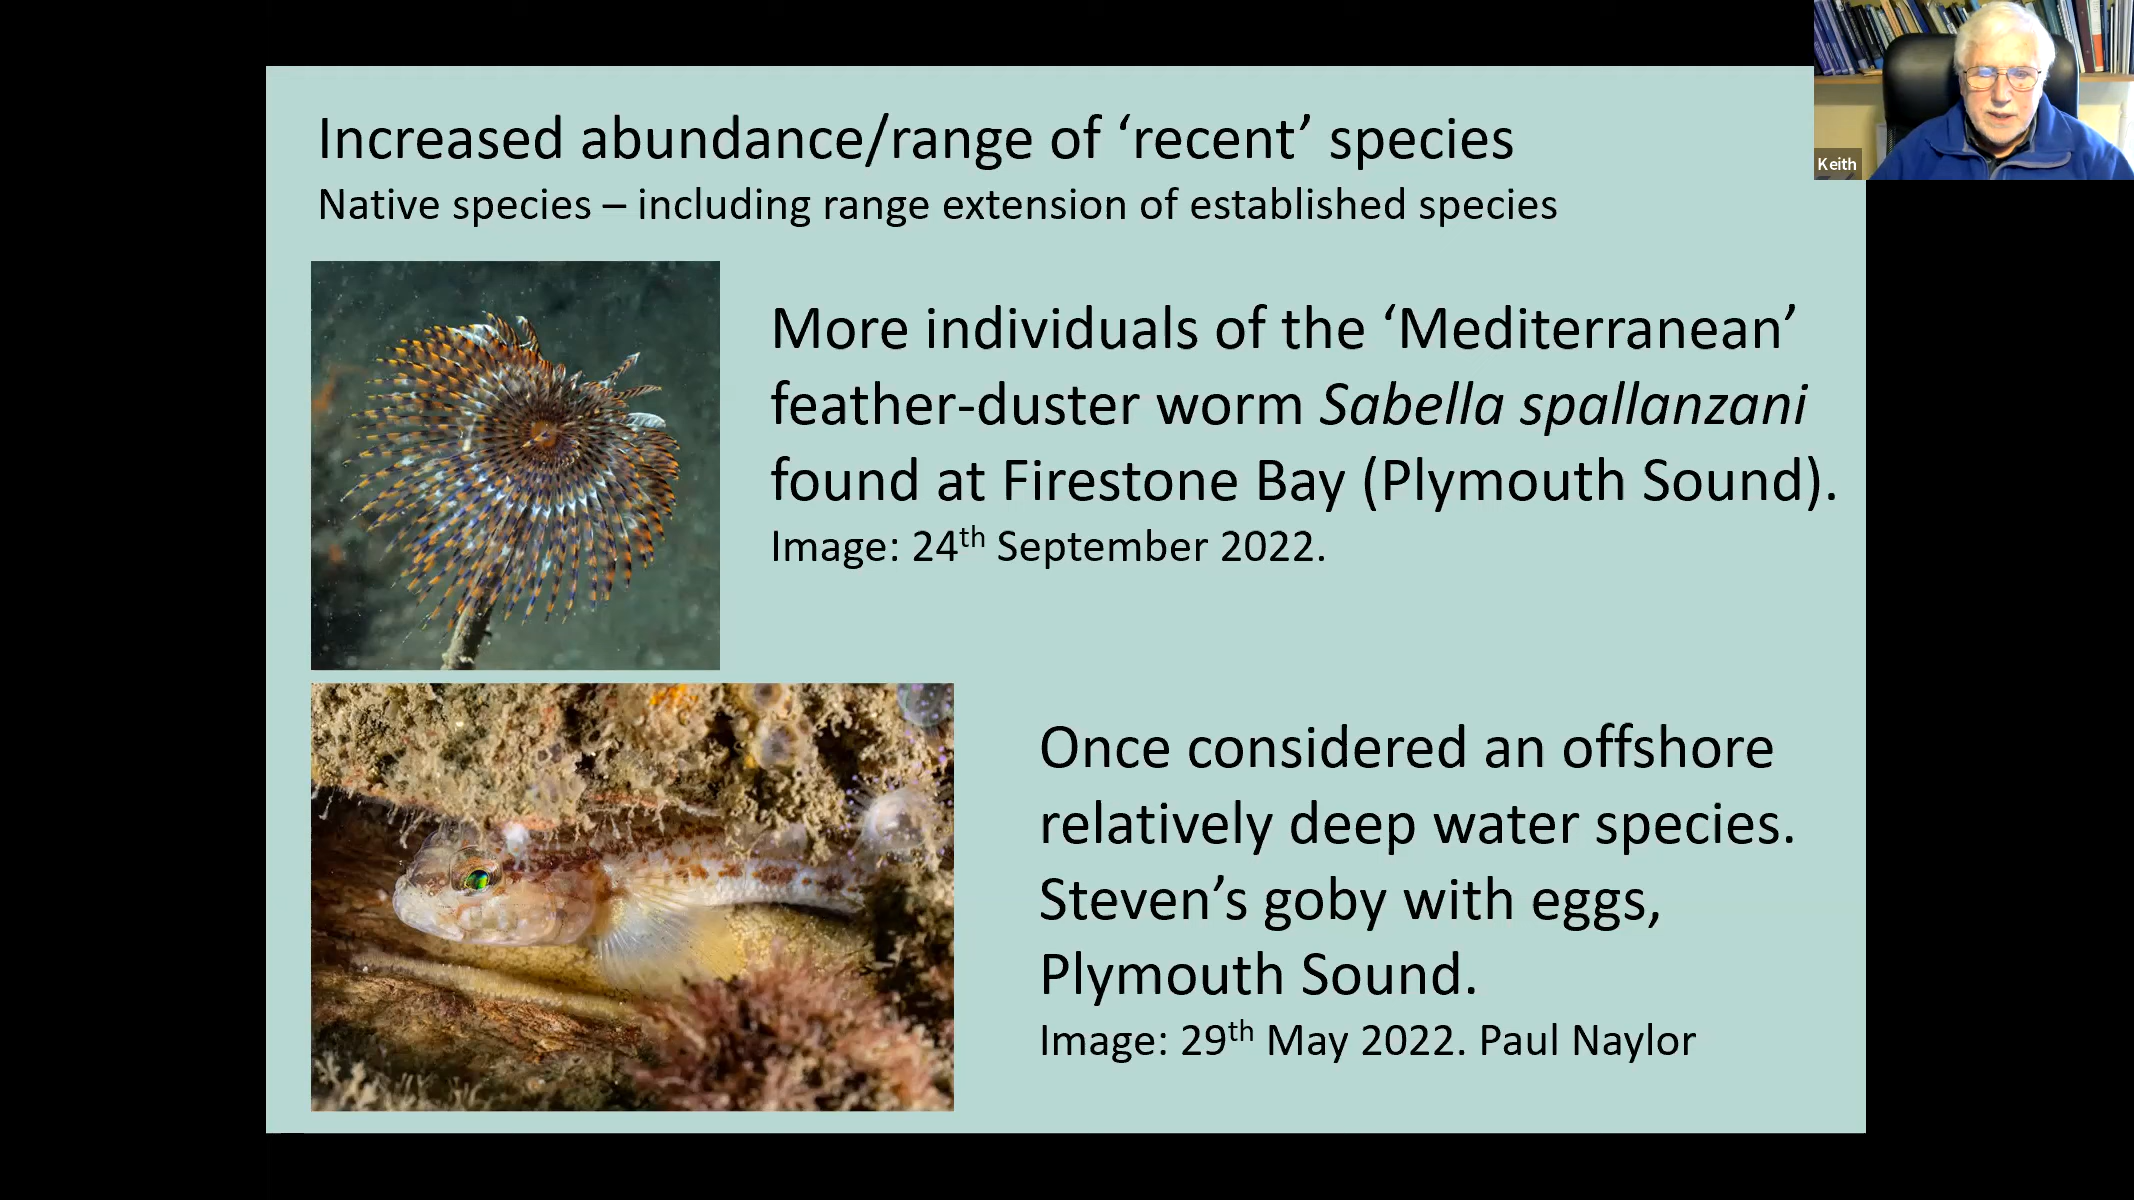 Increased abundance/range of ‘recent’ species
Native species – including range extension of established species
Keith
More individuals of the ‘Mediterranean’
feather-duster worm Sabella spallanzani
found at Firestone Bay (Plymouth Sound).
Image: 24th September 2022.
Once considered an offshore
relatively deep water species.
Steven’s goby with eggs,
Plymouth Sound.
Image: 29th May 2022. Paul Naylor